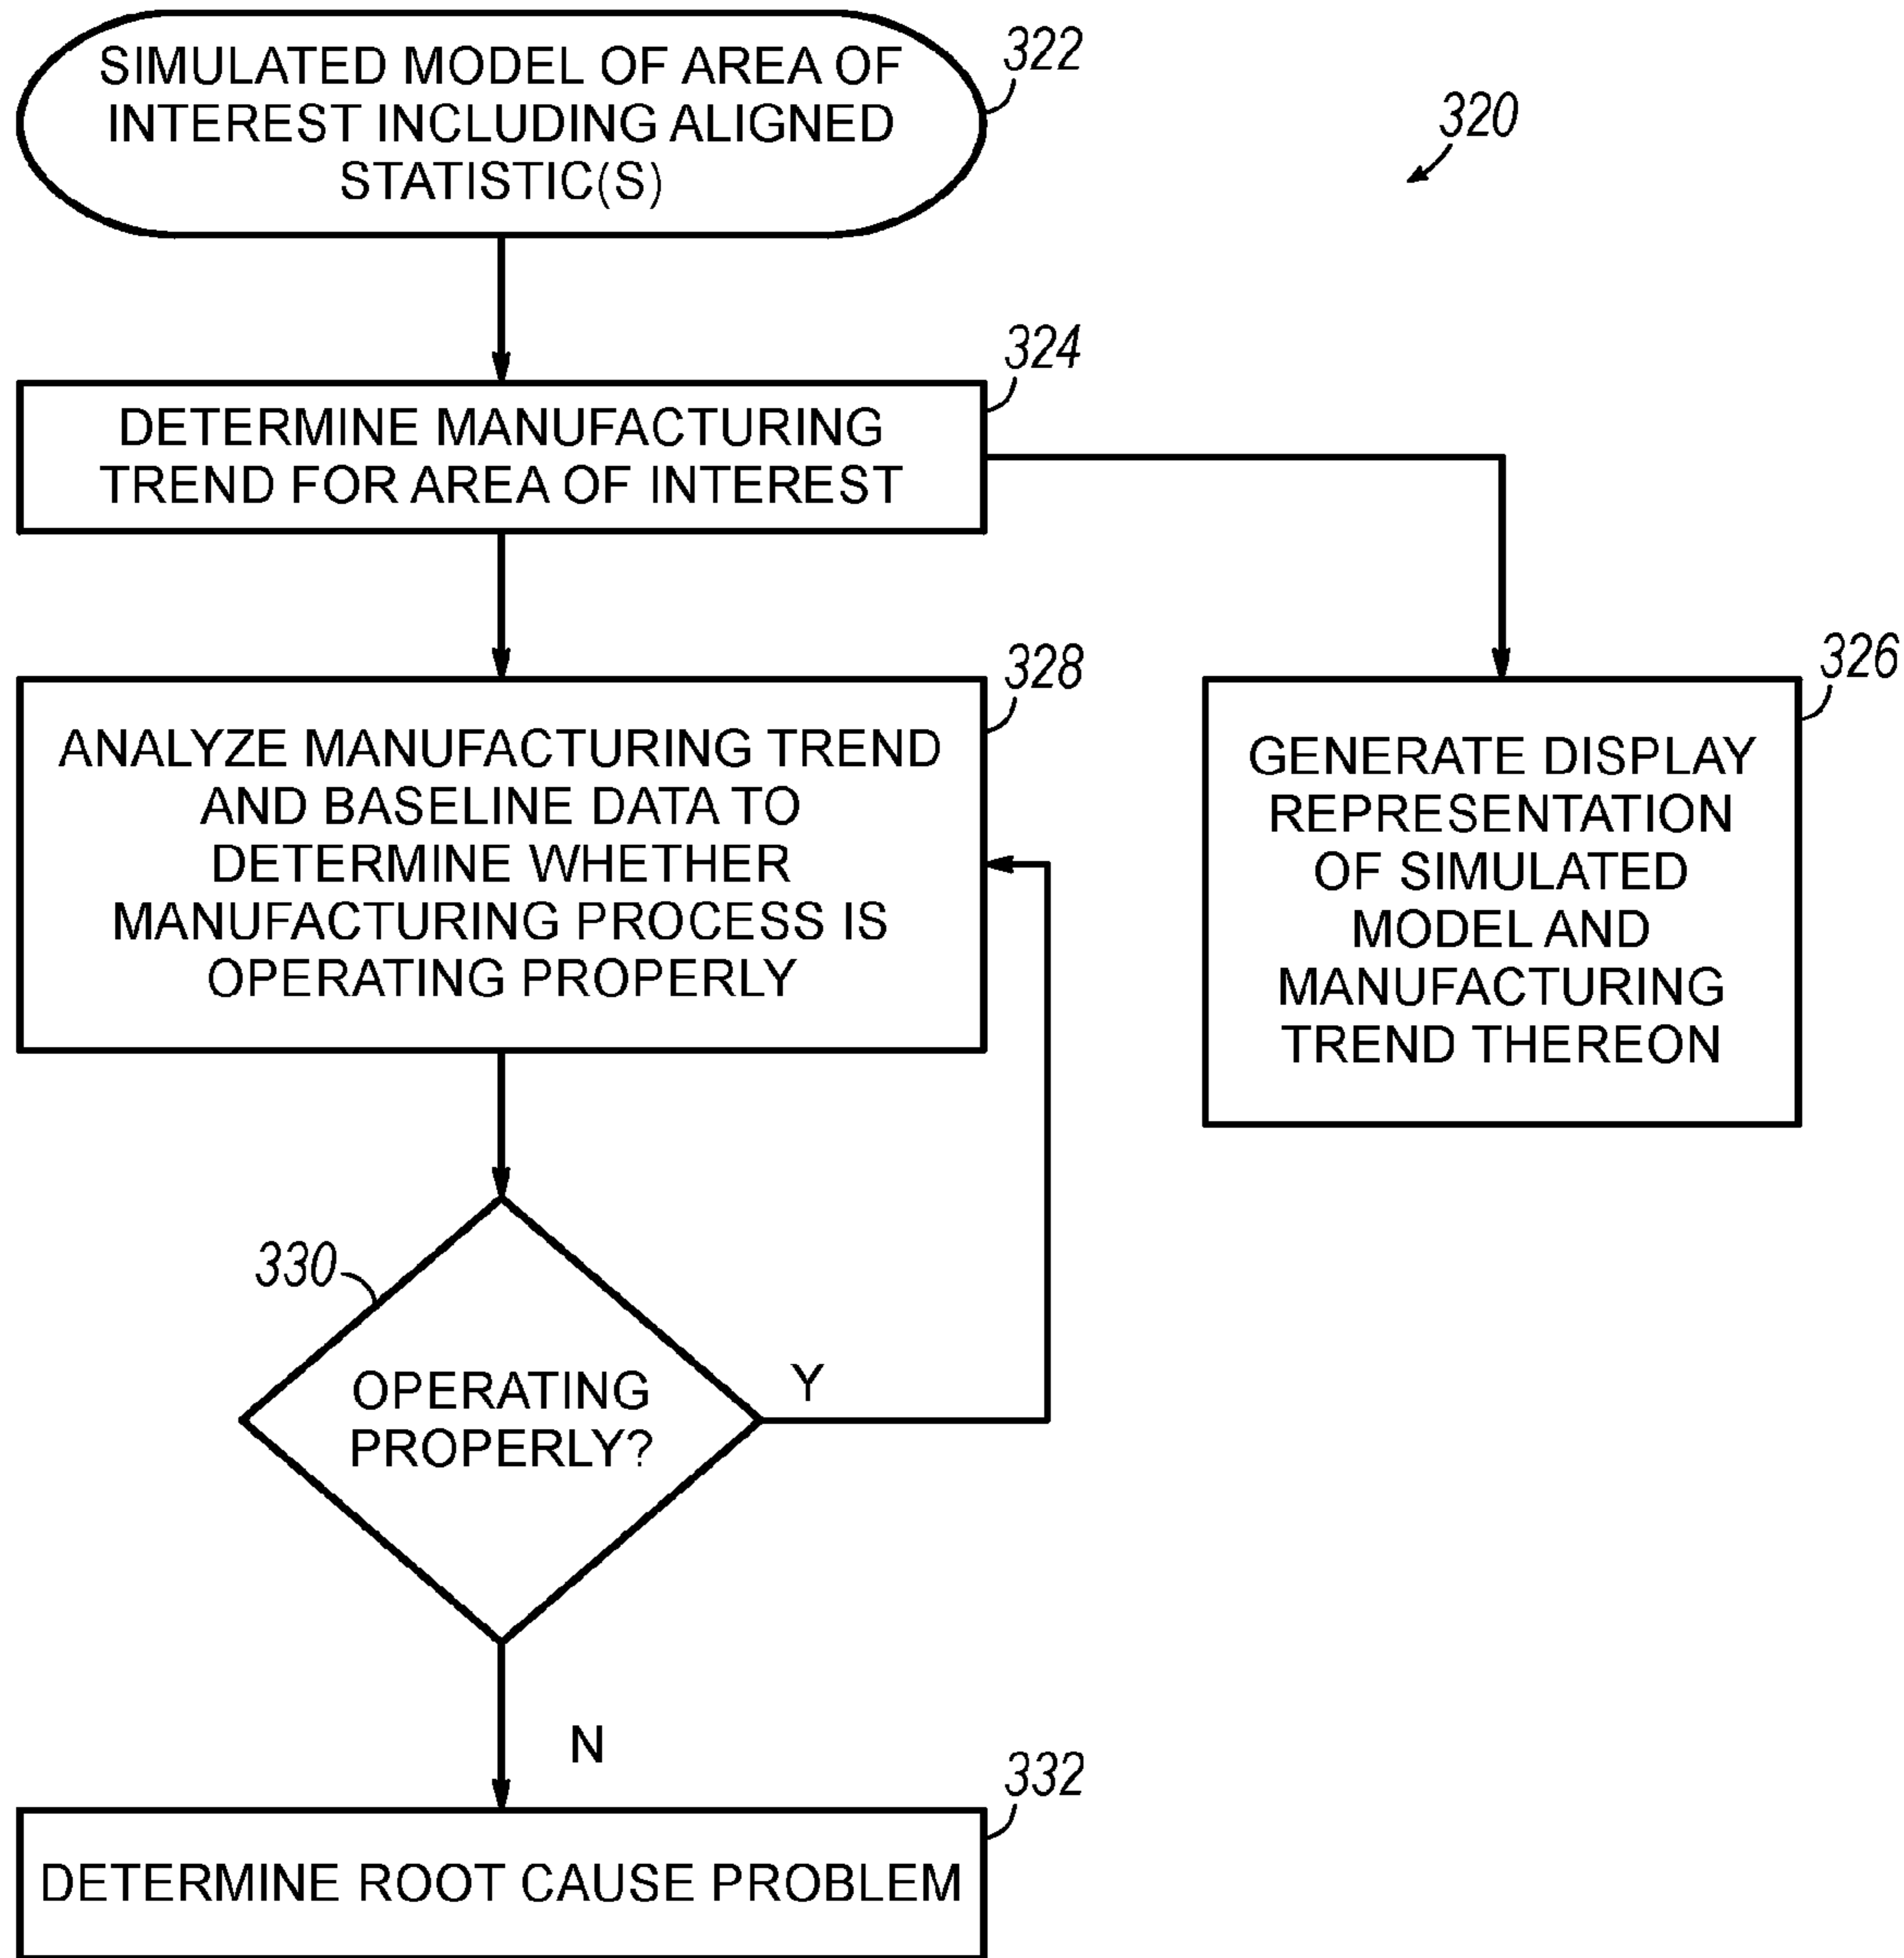 SIMULATED MODEL OF AREA OF
INTEREST INCLUDING ALIGNED
STATISTIC(S)
322
320
324
DETERMINE MANUFACTURING
TREND FOR AREA OF INTEREST
328
ANALYZE MANUFACTURING TREND
AND BASELINE DATA TO
DETERMINE WHETHER
MANUFACTURING PROCESS IS
OPERATING PROPERLY
326
GENERATE DISPLAY
REPRESENTATION
OF SIMULATED
MODEL AND
MANUFACTURING
TREND THEREON
330
OPERATING
PROPERLY?
Y
N
332
DETERMINE ROOT CAUSE PROBLEM